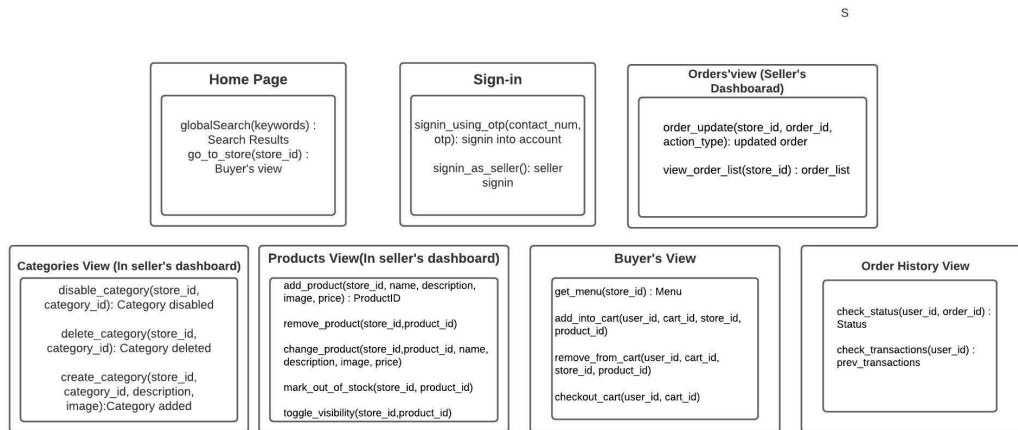 S
Home Page
globalSearch(keywords) :
Search Results
go_to_store(store_id) :
Buyer's view
Sign-in
signin_using_otp(contact_num,
otp): signin into account
signin_as_seller(): seller
signin
Orders'view (Seller's
Dashboarad)
order_update(store_id, order_id,
action_type): updated order
view_order_list(store_id) : order_list
Categories View (In seller's dashboard)
disable_category(store_id,
category_id): Category disabled
delete_category(store_id,
category_id): Category deleted
create_category(store_id,
category_id, description,
image):Category added
Products View(In seller's dashboard)
add_product(store_id, name, description,
image, price) : ProductID
remove_product(store_id,product_id)
change_product(store_id,product_id, name,
description, image, price)
mark_out_of_stock(store_id, product_id)
toggle_visibility(store_id,product_id)
Buyer's View
get_menu(store_id) : Menu
add_into_cart(user_id, cart_id, store_id,
product_id)
remove_from_cart(user_id, cart_id,
store_id, product_id)
checkout_cart(user_id, cart_id)
Order History View
check_status(user_id, order_id) :
Status
check_transactions(user_id) :
prev_transactions